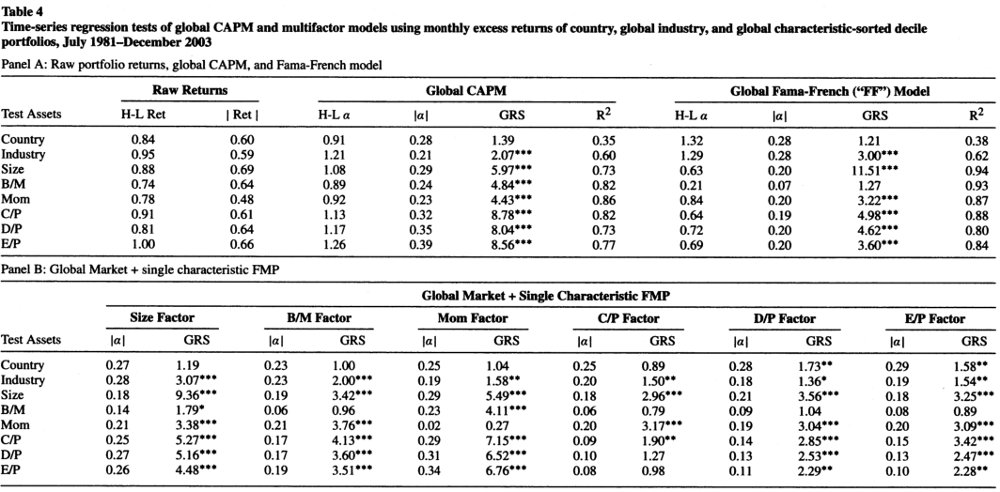 Table 4
Time-series regression tests of global CAPM and multifactor models using monthly excess returns of country, global industry, and global characteristic-sorted decile
portfolios, July 1981–December 2003
Panel A: Raw portfolio returns, global CAPM, and Fama-French model
Raw Returns Global CAPM Global Fama-French ("FF") Model
Test Assets H-L Ret | Ret | H-L α |α| GRS R² H-L α |α| GRS R²
Country 0.84 0.60 0.91 0.28 1.39 0.35 1.32 0.28 1.21 0.38
Industry 0.95 0.59 1.21 0.21 2.07*** 0.60 1.29 0.28 3.00*** 0.62
Size 0.88 0.69 1.08 0.29 5.97*** 0.73 0.63 0.20 11.51*** 0.94
B/M 0.74 0.64 0.89 0.24 4.84*** 0.82 0.21 0.07 1.27 0.93
Mom 0.78 0.48 0.92 0.23 4.43*** 0.86 0.84 0.20 3.22*** 0.87
C/P 0.91 0.61 1.13 0.32 8.78*** 0.82 0.64 0.19 4.98*** 0.88
D/P 0.81 0.64 1.17 0.35 8.04*** 0.73 0.72 0.20 4.62*** 0.80
E/P 1.00 0.66 1.26 0.39 8.56*** 0.77 0.69 0.20 3.60*** 0.84
Panel B: Global Market + single characteristic FMP
Global Market + Single Characteristic FMP
Size Factor B/M Factor Mom Factor C/P Factor D/P Factor E/P Factor
Test Assets |α| GRS |α| GRS |α| GRS |α| GRS |α| GRS |α| GRS
Country 0.27 1.19 0.23 1.00 0.25 1.04 0.25 0.89 0.28 1.73** 0.29 1.58**
Industry 0.28 3.07*** 0.23 2.00*** 0.19 1.58** 0.20 1.50** 0.18 1.36* 0.19 1.54**
Size 0.18 9.36*** 0.19 3.42*** 0.29 5.49*** 0.18 2.96*** 0.21 3.56*** 0.18 3.25***
B/M 0.14 1.79* 0.06 0.96 0.23 4.11*** 0.06 0.79 0.09 1.04 0.08 0.89
Mom 0.21 3.38*** 0.21 3.76*** 0.02 0.27 0.20 3.17*** 0.19 3.04*** 0.20 3.09***
C/P 0.25 5.27*** 0.17 4.13*** 0.29 7.15*** 0.09 1.90** 0.14 2.85*** 0.15 3.42***
D/P 0.27 5.16*** 0.17 3.60*** 0.31 6.52*** 0.10 1.27 0.13 2.53*** 0.13 2.47***
E/P 0.26 4.48*** 0.19 3.51*** 0.34 6.76*** 0.08 0.98 0.11 2.29** 0.10 2.28**